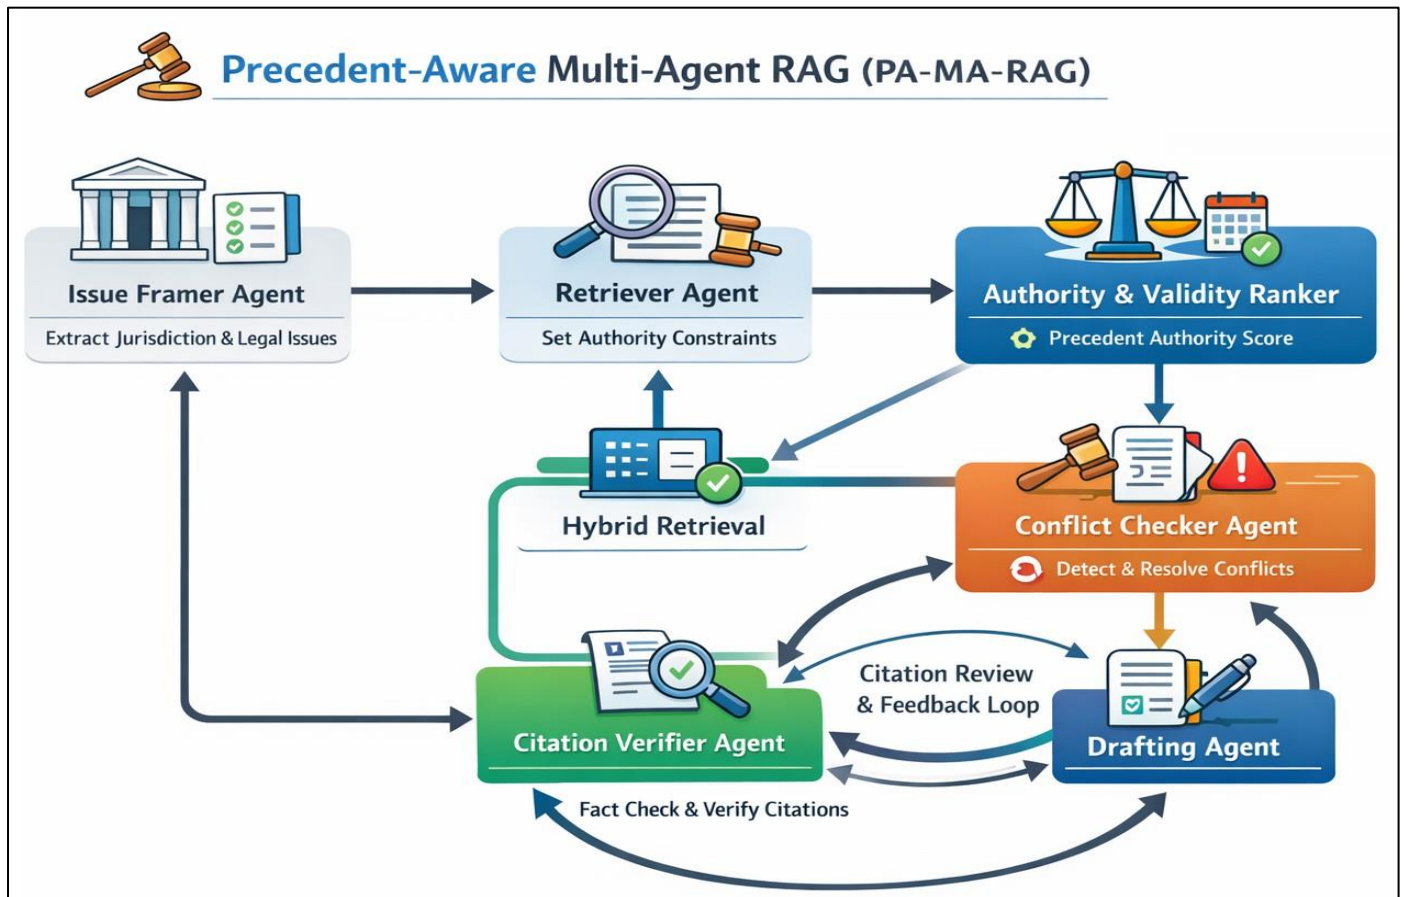 Precedent-Aware Multi-Agent RAG (PA-MA-RAG)
Issue Framer Agent
Extract Jurisdiction & Legal Issues
Retriever Agent
Set Authority Constraints
Authority & Validity Ranker
Precedent Authority Score
Hybrid Retrieval
Conflict Checker Agent
Detect & Resolve Conflicts
Citation Review
& Feedback Loop
Citation Verifier Agent
Drafting Agent
Fact Check & Verify Citations